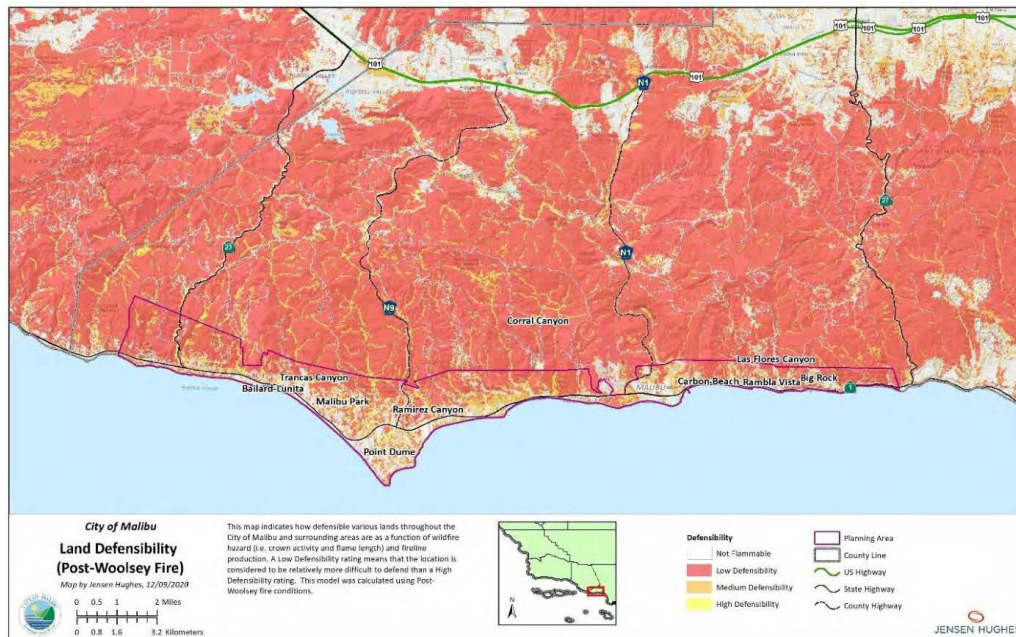 101
101
101
101
101
101
N1
RUSSELL VALLEY
23
N1
27
N9
Corral Canyon
Las Flores Canyon
Trancas Canyon
Bailard-Lunita
Malibu Park
Ramirez Canyon
MALIBU
Carbon Beach
Rambla Vista
Big Rock
1
Point Dume
City of Malibu
Land Defensibility
(Post-Woolsey Fire)
Map by Jensen Hughes, 12/09/2020
0 0.5 1 2 Miles
0 0.8 1.6 3.2 Kilometers
This map indicates how defensible various lands throughout the
City of Malibu and surrounding areas are as a function of wildfire
hazard (i.e. crown activity and flame length) and fireline
production. A Low Defensibility rating means that the location is
considered to be relatively more difficult to defend than a High
Defensibility rating. This model was calculated using Post-
Woolsey fire conditions.
N
Defensibility
Not Flammable
Low Defensibility
Medium Defensibility
High Defensibility
Planning Area
County Line
US Highway
State Highway
County Highway
JENSEN HUGHES